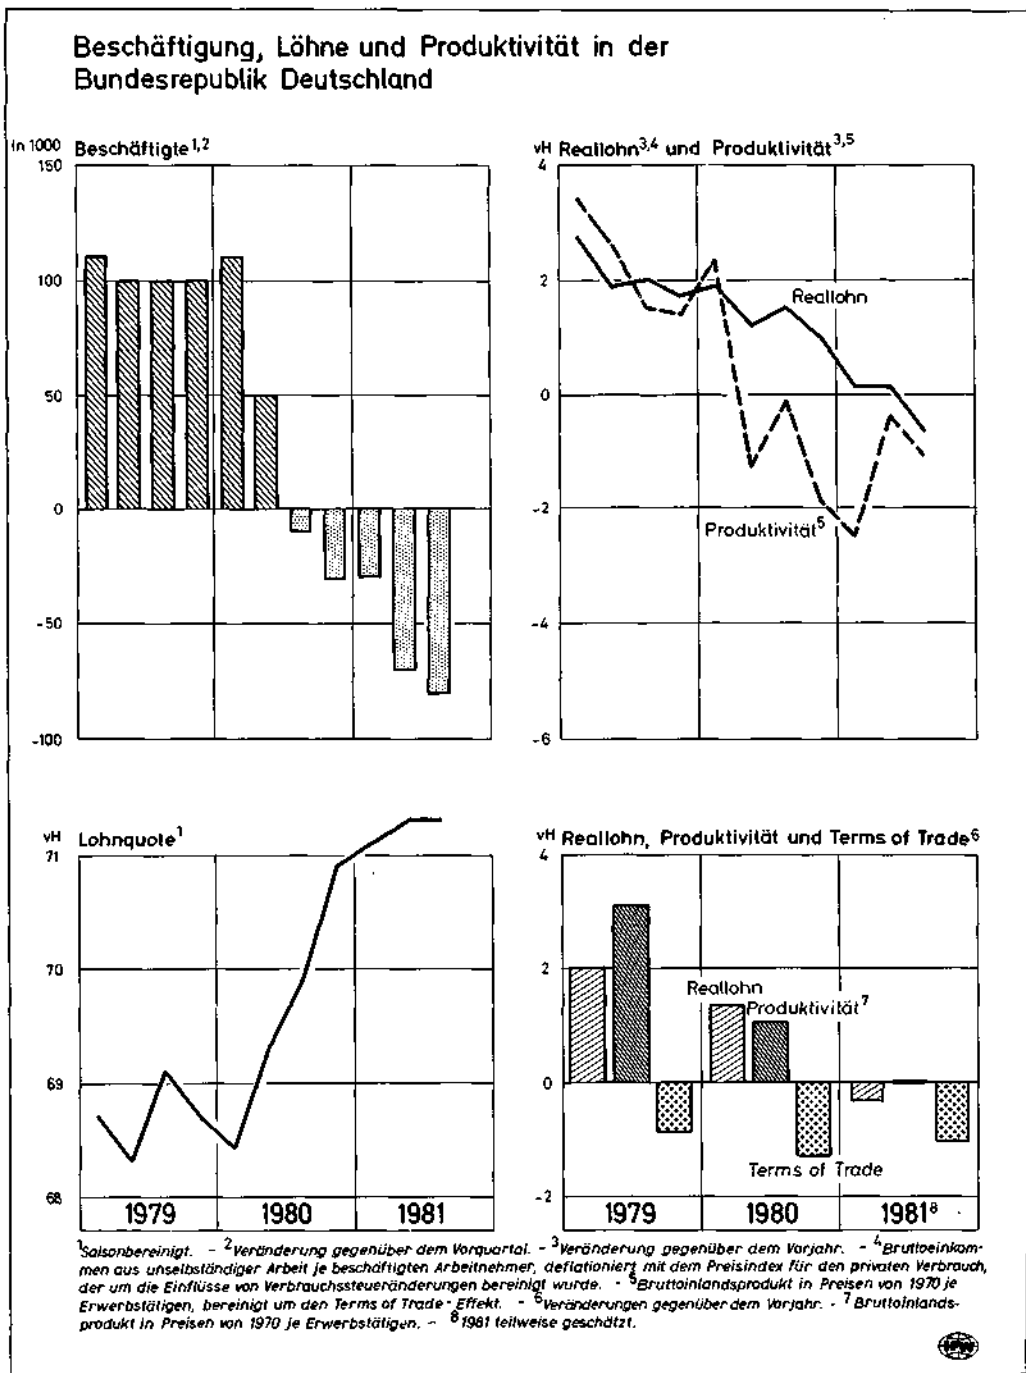 Beschäftigung, Löhne und Produktivität in der
Bundesrepublik Deutschland
in 1000 Beschäftigte1,2
150
100
50
0
-50
-100
vH Reallohn3,4 und Produktivität3,5
4
2
0
-2
-4
-6
Reallohn
Produktivität5
vH Lohnquote1
71
70
69
68
1979 1980 1981
vH Reallohn, Produktivität und Terms of Trade6
4
2
0
-2
Reallohn
Produktivität7
Terms of Trade
1979 1980 19818
1Saisonbereinigt. - 2Veränderung gegenüber dem Vorquartal. - 3Veränderung gegenüber dem Vorjahr. - 4Bruttoeinkom-
men aus unselbständiger Arbeit je beschäftigten Arbeitnehmer, deflationiert mit dem Preisindex für den privaten Verbrauch,
der um die Einflüsse von Verbrauchssteueränderungen bereinigt wurde. - 5Bruttoinlandsprodukt in Preisen von 1970 je
Erwerbstätigen, bereinigt um den Terms of Trade-Effekt. - 6Veränderungen gegenüber dem Vorjahr. - 7Bruttoinlands-
produkt in Preisen von 1970 je Erwerbstätigen. - 81981 teilweise geschätzt.
IfW